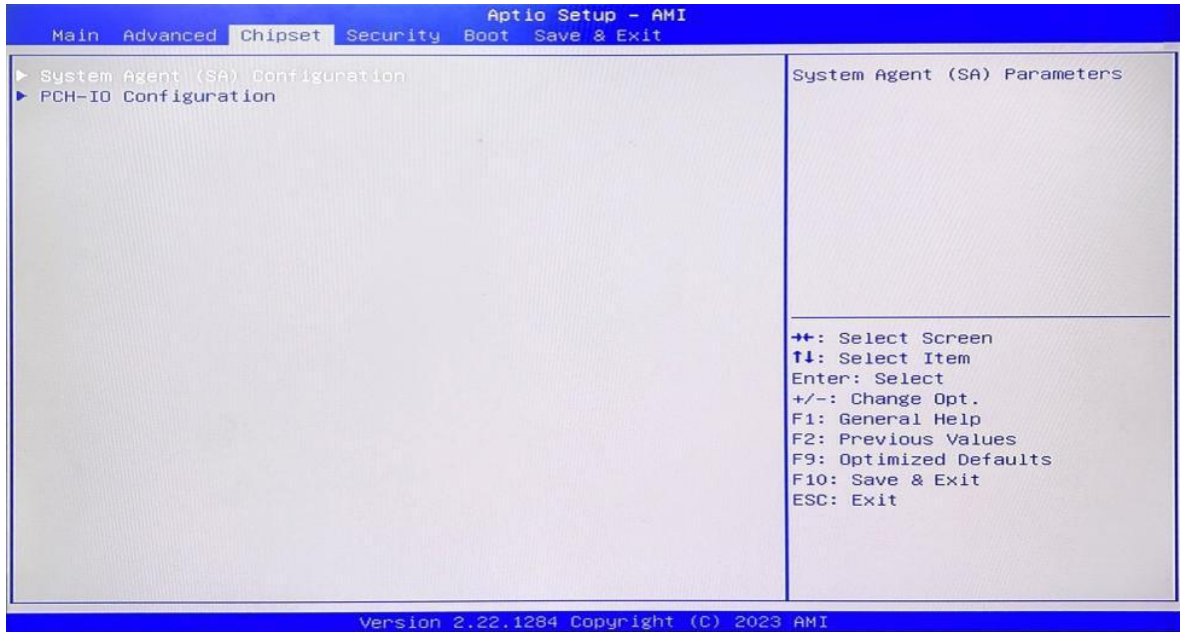 Aptio Setup - AMI
Main Advanced Chipset Security Boot Save & Exit
System Agent (SA) Configuration
PCH-IO Configuration
System Agent (SA) Parameters
→←: Select Screen
↑↓: Select Item
Enter: Select
+/-: Change Opt.
F1: General Help
F2: Previous Values
F9: Optimized Defaults
F10: Save & Exit
ESC: Exit
Version 2.22.1284 Copyright (C) 2023 AMI